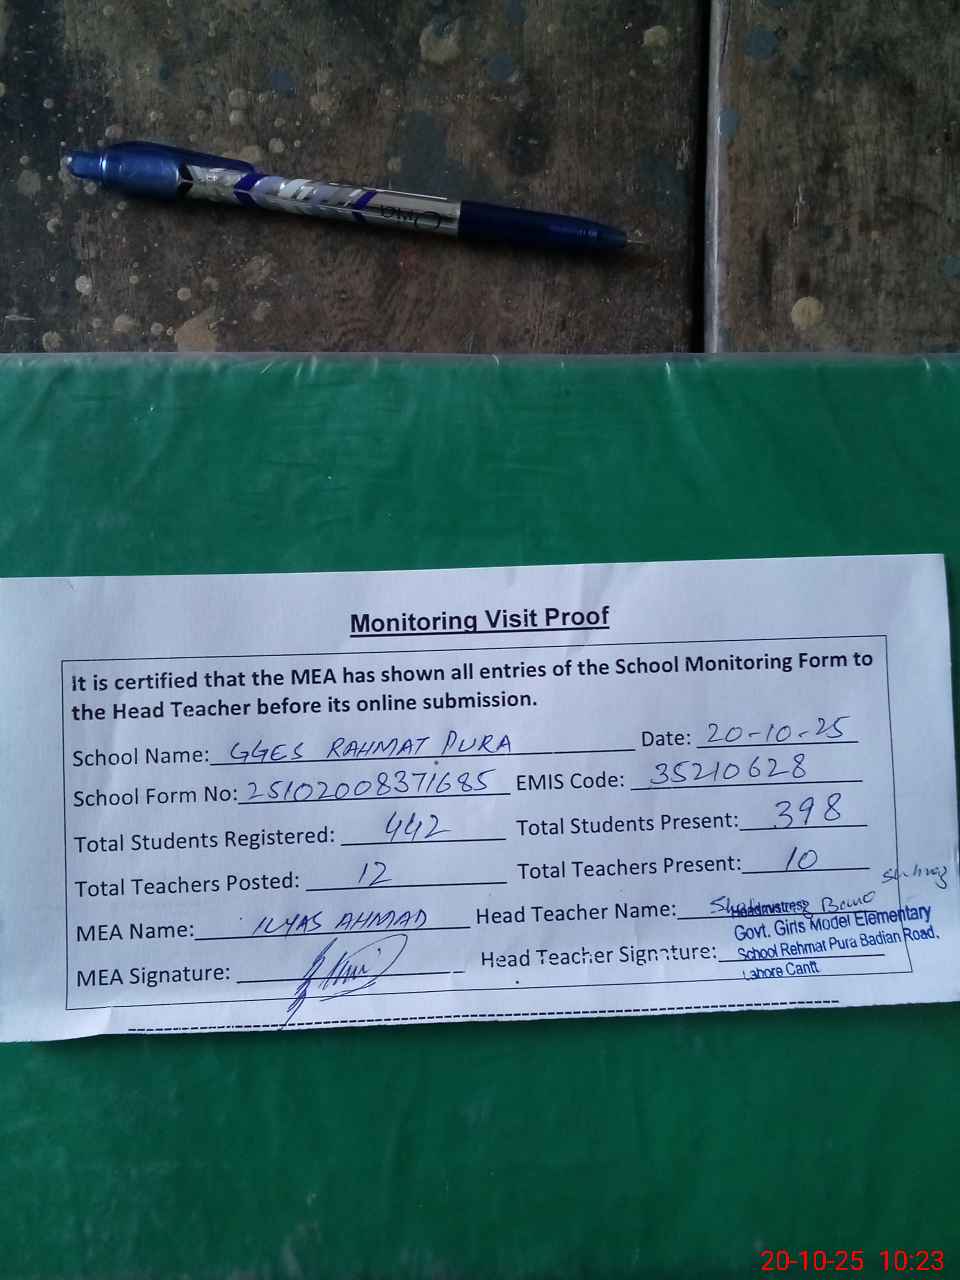 Monitoring Visit Proof
It is certified that the MEA has shown all entries of the School Monitoring Form to
the Head Teacher before its online submission.
School Name: GGES RAHMAT PURA Date: 20-10-25
School Form No: 25102008371685 EMIS Code: 35210628
Total Students Registered: 442 Total Students Present: 398
Total Teachers Posted: 12 Total Teachers Present: 10
MEA Name: ILYAS AHMAD Head Teacher Name:
Headmistress
Govt. Girls Model Elementary
MEA Signature: Head Teacher Signature:
School Rehmat Pura Badian Road,
Lahore Cantt
20-10-25 10:23